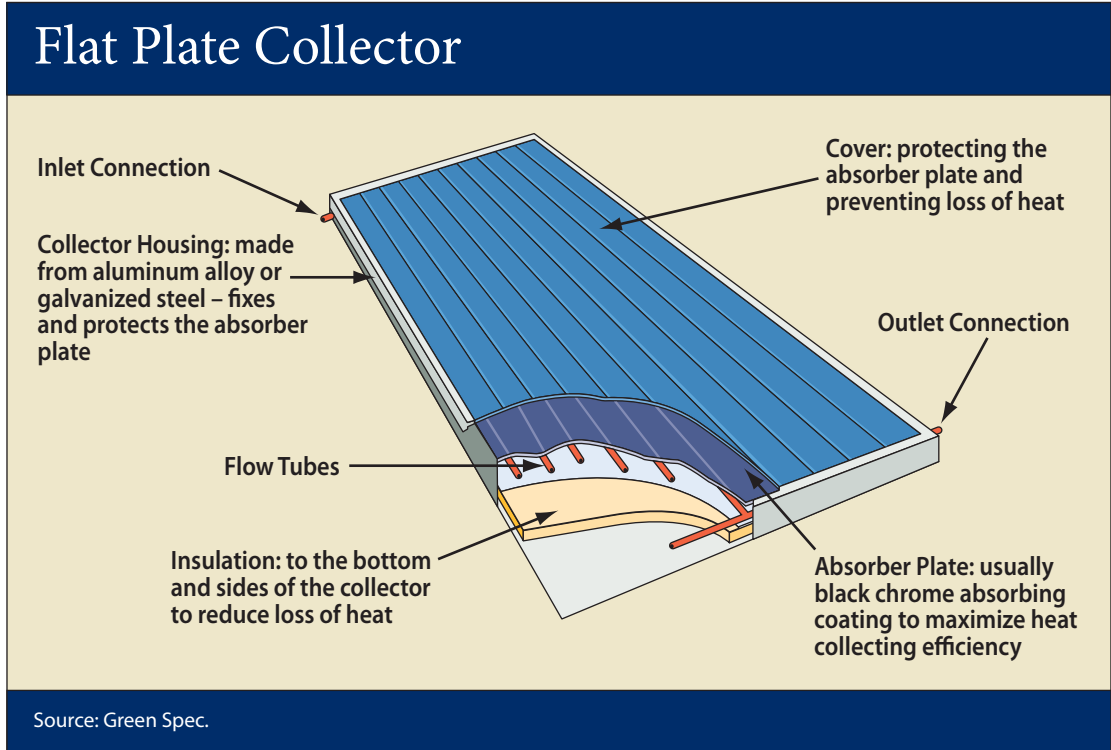 Flat Plate Collector
Inlet Connection
Cover: protecting the
absorber plate and
preventing loss of heat
Collector Housing: made
from aluminum alloy or
galvanized steel – fixes
and protects the absorber
plate
Outlet Connection
Flow Tubes
Insulation: to the bottom
and sides of the collector
to reduce loss of heat
Absorber Plate: usually
black chrome absorbing
coating to maximize heat
collecting efficiency
Source: Green Spec.